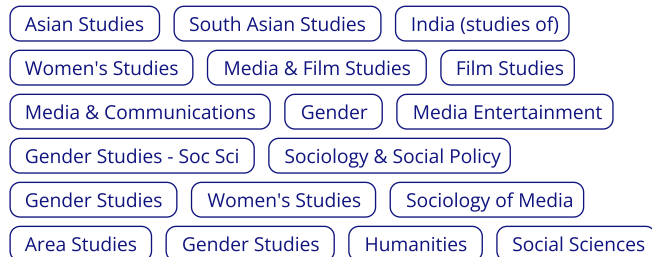 Asian Studies South Asian Studies India (studies of)
Women's Studies Media & Film Studies Film Studies
Media & Communications Gender Media Entertainment
Gender Studies - Soc Sci Sociology & Social Policy
Gender Studies Women's Studies Sociology of Media
Area Studies Gender Studies Humanities Social Sciences